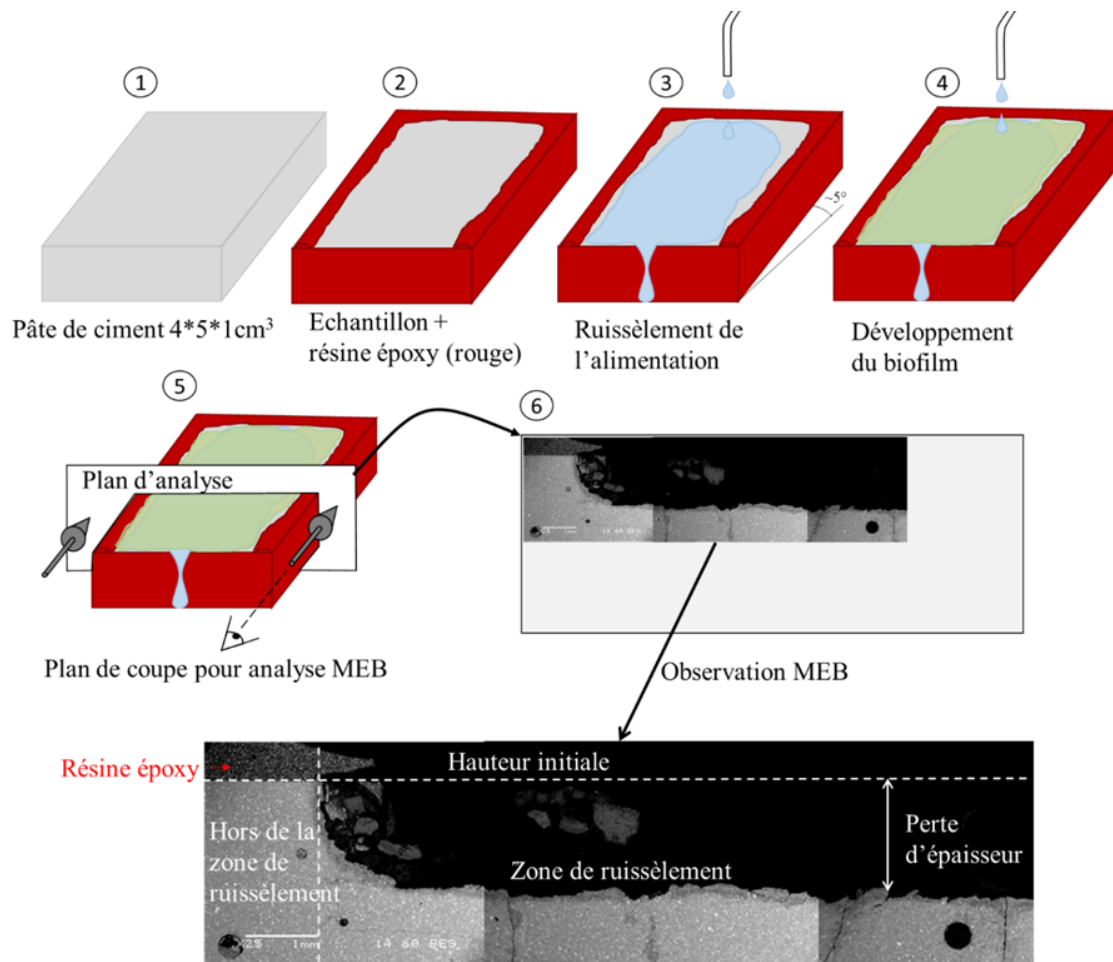 ①
②
③
④
~5°
Pâte de ciment 4*5*1cm³
Echantillon +
résine époxy (rouge)
Ruissèlement de
l’alimentation
Développement
du biofilm
⑤
⑥
Plan d’analyse
Plan de coupe pour analyse MEB
Observation MEB
Résine époxy
Hauteur initiale
Hors de la
zone de
ruissèlement
Zone de ruissèlement
Perte
d’épaisseur
X25 1mm 14 60 BES